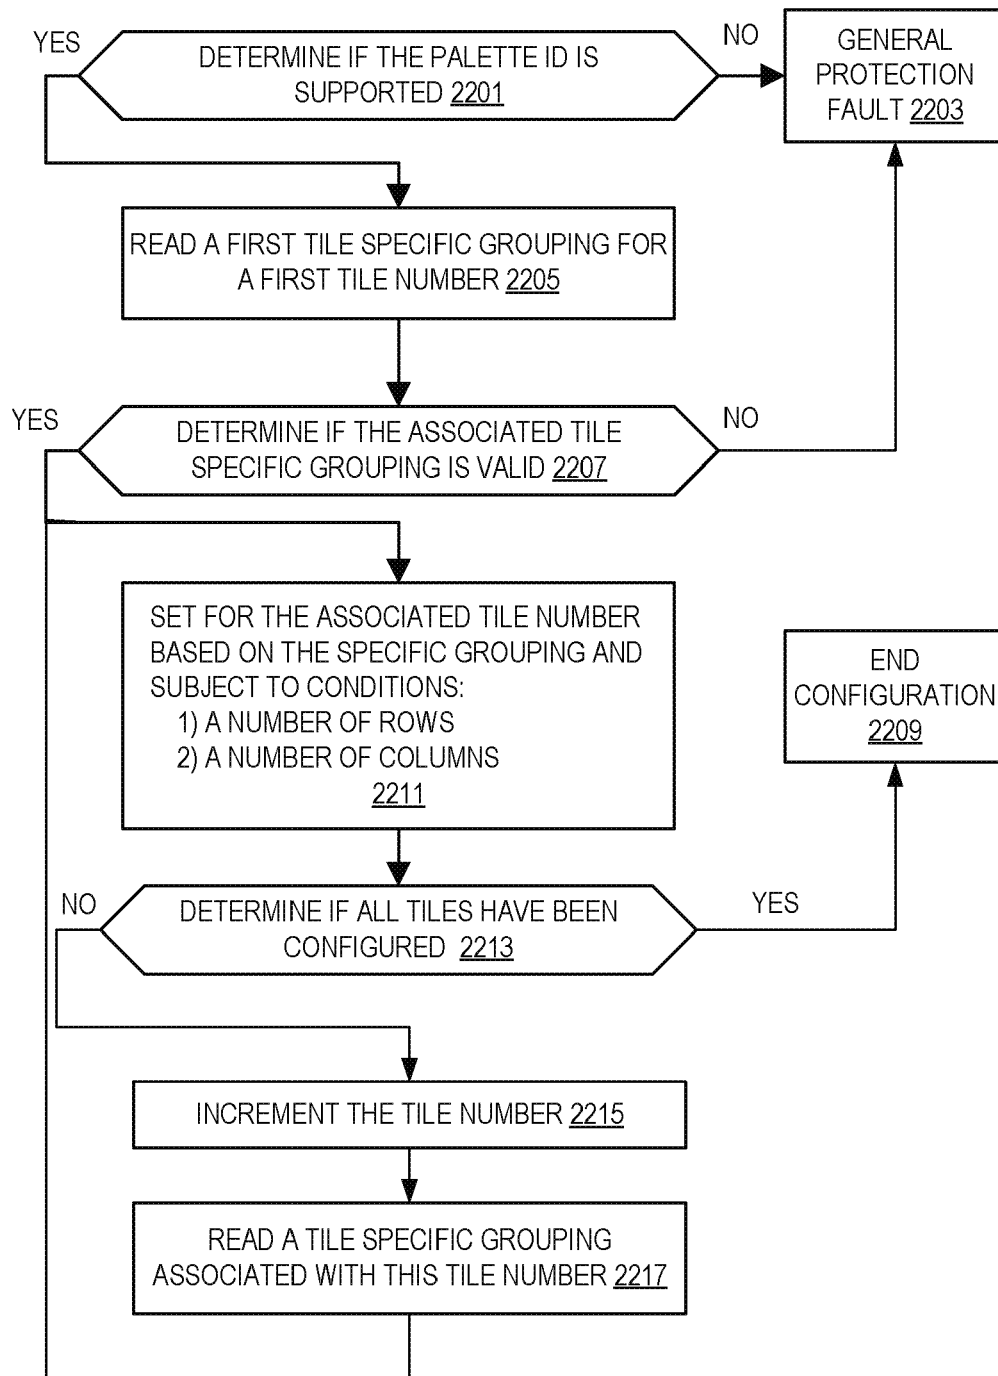 YES
DETERMINE IF THE PALETTE ID IS
SUPPORTED 2201
NO
GENERAL
PROTECTION
FAULT 2203
READ A FIRST TILE SPECIFIC GROUPING FOR
A FIRST TILE NUMBER 2205
YES
DETERMINE IF THE ASSOCIATED TILE
SPECIFIC GROUPING IS VALID 2207
NO
SET FOR THE ASSOCIATED TILE NUMBER
BASED ON THE SPECIFIC GROUPING AND
SUBJECT TO CONDITIONS:
1) A NUMBER OF ROWS
2) A NUMBER OF COLUMNS
2211
END
CONFIGURATION
2209
NO
DETERMINE IF ALL TILES HAVE BEEN
CONFIGURED 2213
YES
INCREMENT THE TILE NUMBER 2215
READ A TILE SPECIFIC GROUPING
ASSOCIATED WITH THIS TILE NUMBER 2217